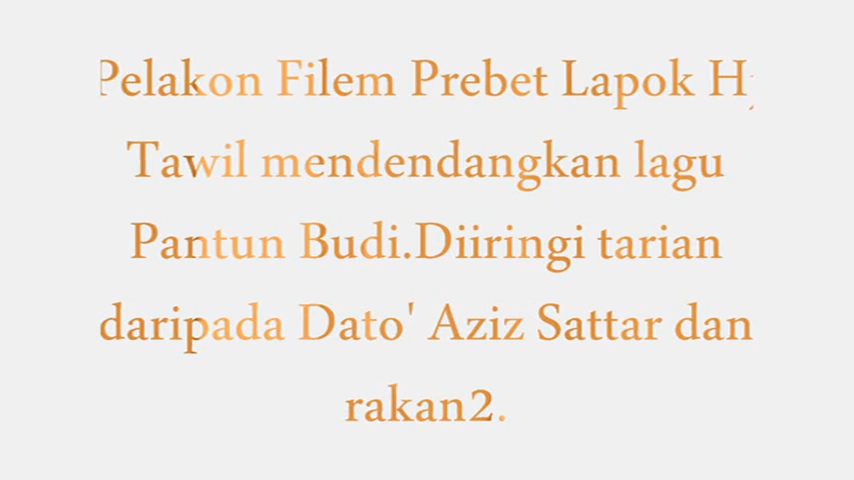 Pelakon Filem Prebet Lapok Hj
Tawil mendendangkan lagu
Pantun Budi.Diiringi tarian
daripada Dato' Aziz Sattar dan
rakan2.